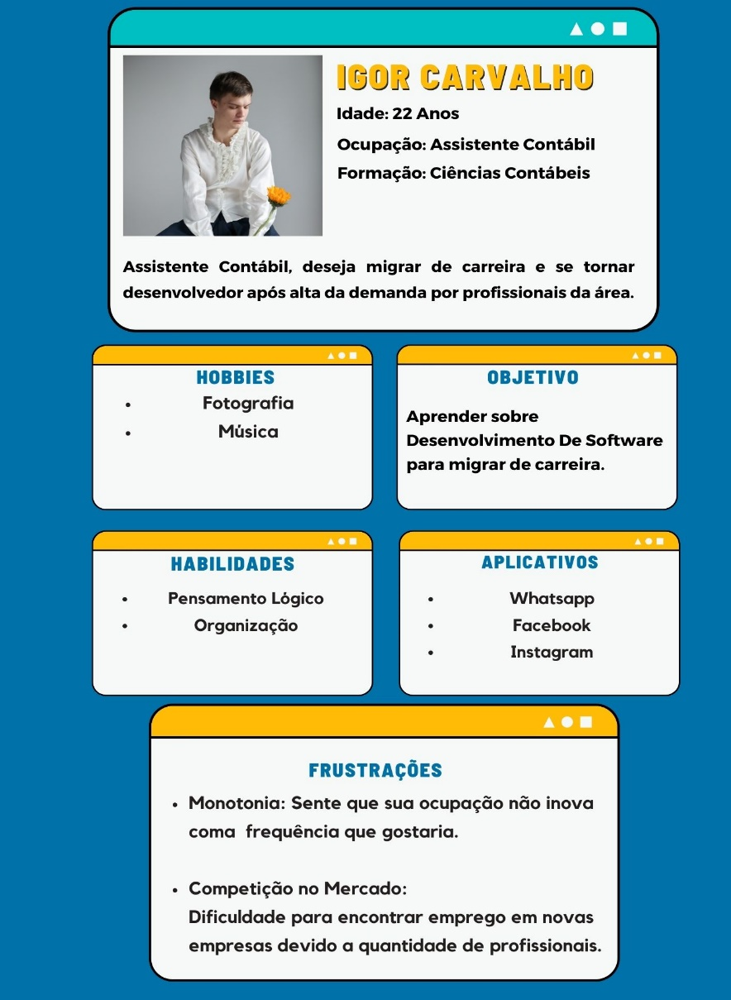 IGOR CARVALHO
Idade: 22 Anos
Ocupação: Assistente Contábil
Formação: Ciências Contábeis
Assistente Contábil, deseja migrar de carreira e se tornar
desenvolvedor após alta da demanda por profissionais da área.
HOBBIES
• Fotografia
• Música
OBJETIVO
Aprender sobre
Desenvolvimento De Software
para migrar de carreira.
HABILIDADES
• Pensamento Lógico
• Organização
APLICATIVOS
• Whatsapp
• Facebook
• Instagram
FRUSTRAÇÕES
• Monotonia: Sente que sua ocupação não inova
coma frequência que gostaria.
• Competição no Mercado:
Dificuldade para encontrar emprego em novas
empresas devido a quantidade de profissionais.